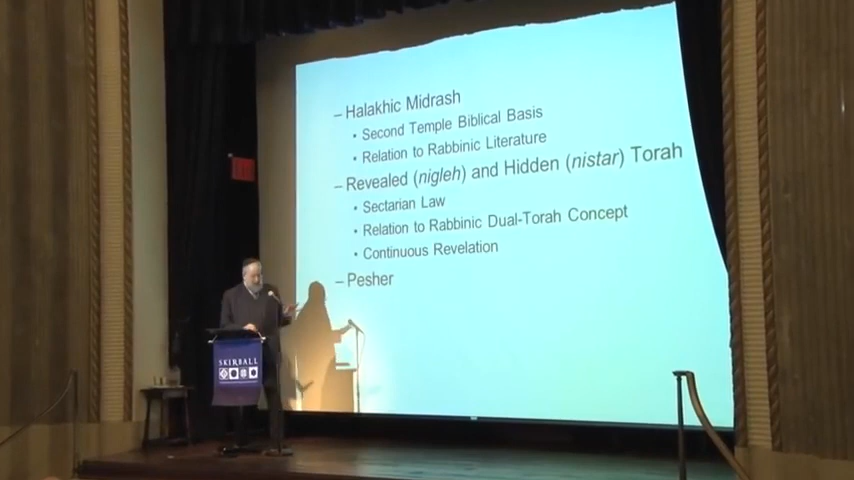 – Halakhic Midrash
• Second Temple Biblical Basis
• Relation to Rabbinic Literature
– Revealed (nigleh) and Hidden (nistar) Torah
• Sectarian Law
• Relation to Rabbinic Dual-Torah Concept
• Continuous Revelation
– Pesher
SKIRBALL